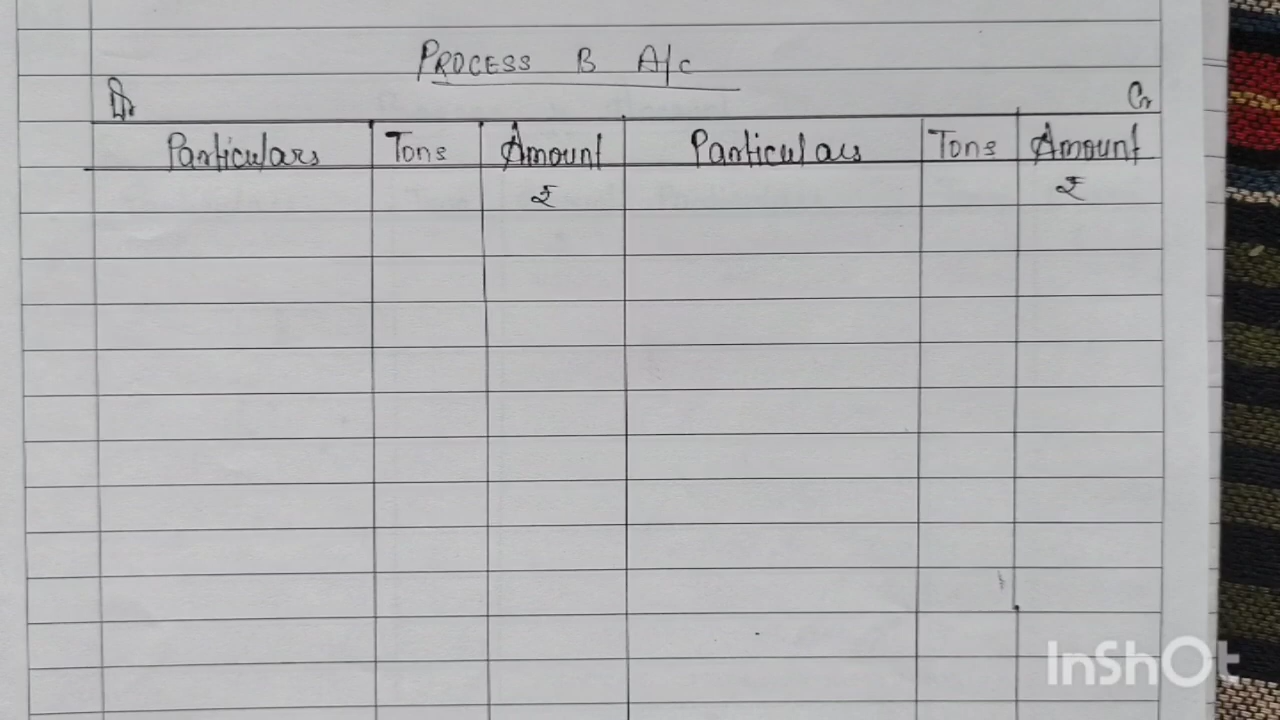 PROCESS B A/c
Dr Cr
Particulars Tons Amount Particulars Tons Amount
₹ ₹
InShOt